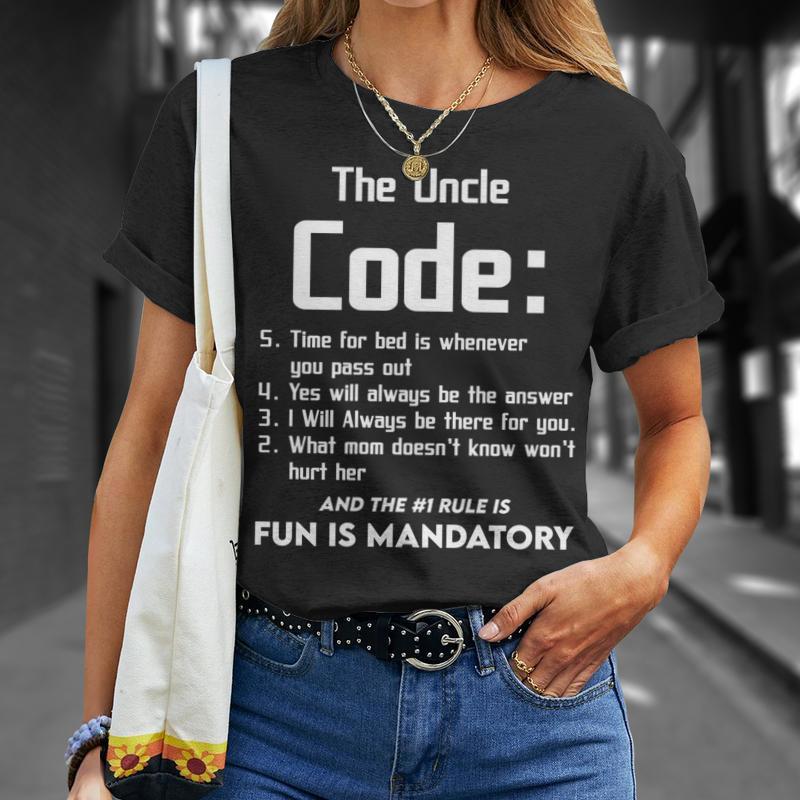 The Uncle
Code:
5. Time for bed is whenever
you pass out
4. Yes will always be the answer
3. I Will Always be there for you.
2. What mom doesn't know won't
hurt her
AND THE #1 RULE IS
FUN IS MANDATORY